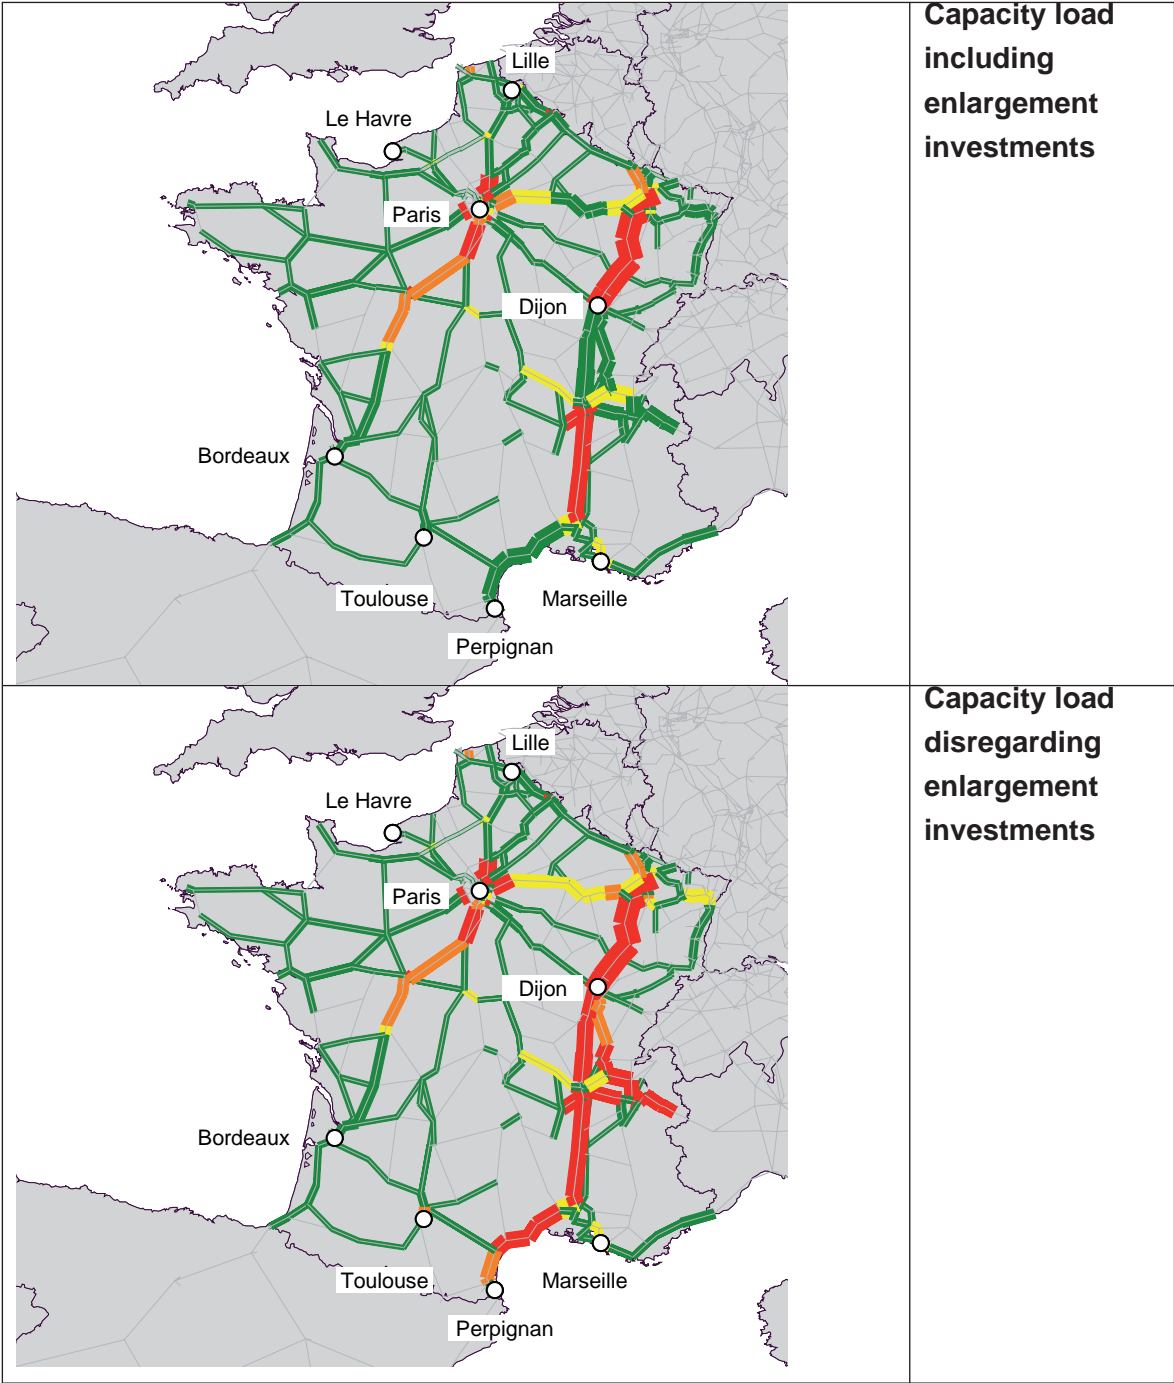 Capacity load
including
enlargement
investments
Lille
Le Havre
Paris
Dijon
Bordeaux
Toulouse
Marseille
Perpignan
Capacity load
disregarding
enlargement
investments
Lille
Le Havre
Paris
Dijon
Bordeaux
Toulouse
Marseille
Perpignan